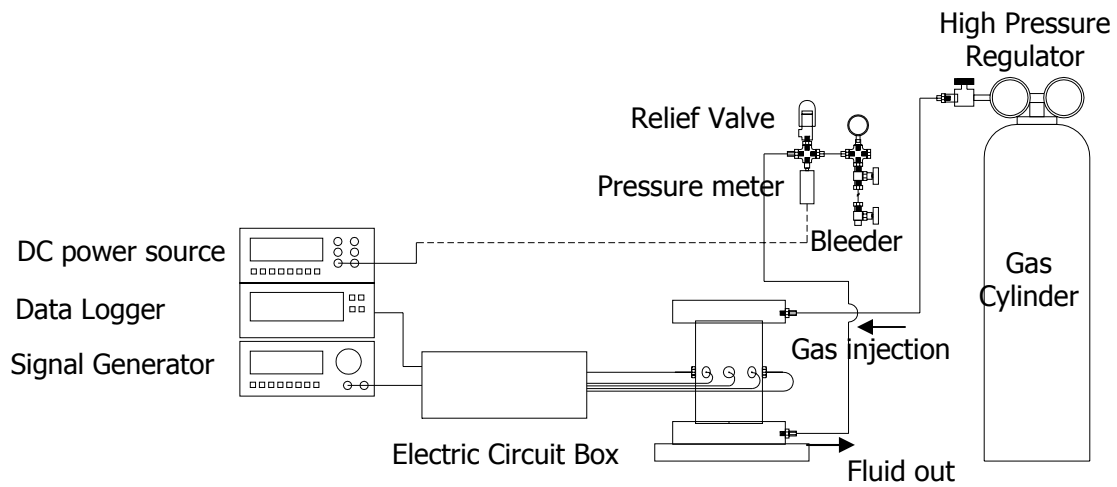 High Pressure
Regulator
Relief Valve
Pressure meter
Bleeder
DC power source
Data Logger
Signal Generator
Gas
Cylinder
Gas injection
Electric Circuit Box
Fluid out